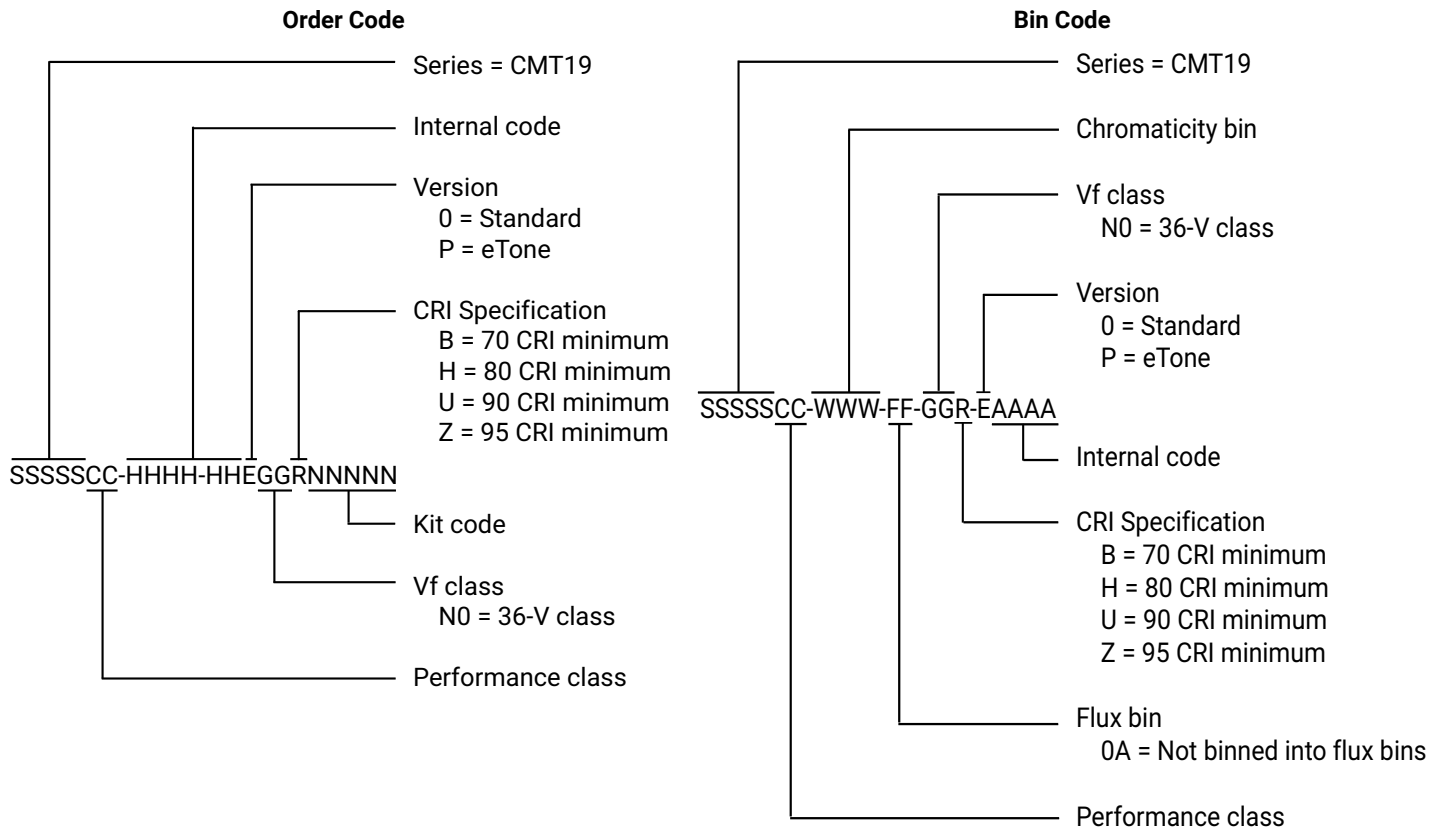 Order Code
Series = CMT19
Internal code
Version
0 = Standard
P = eTone
CRI Specification
B = 70 CRI minimum
H = 80 CRI minimum
U = 90 CRI minimum
Z = 95 CRI minimum
SSSSSCC-HHHH-HHEGGRNNNNN
Kit code
Vf class
N0 = 36-V class
Performance class
Bin Code
Series = CMT19
Chromaticity bin
Vf class
N0 = 36-V class
Version
0 = Standard
P = eTone
SSSSSCC-WWW-FF-GGR-EAAAA
Internal code
CRI Specification
B = 70 CRI minimum
H = 80 CRI minimum
U = 90 CRI minimum
Z = 95 CRI minimum
Flux bin
0A = Not binned into flux bins
Performance class